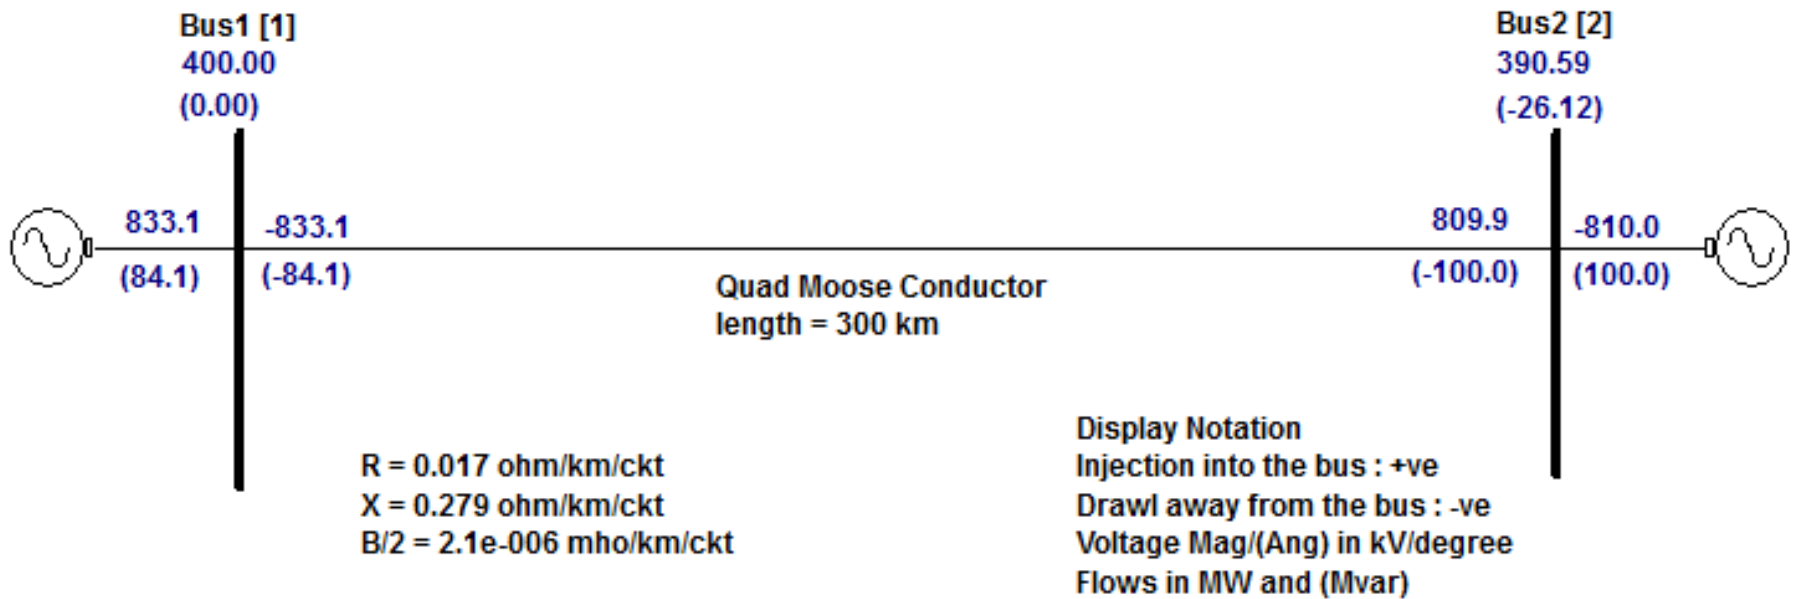 Bus1 [1]
400.00
(0.00)
Bus2 [2]
390.59
(-26.12)
833.1
(84.1)
-833.1
(-84.1)
809.9
(-100.0)
-810.0
(100.0)
Quad Moose Conductor
length = 300 km
R = 0.017 ohm/km/ckt
X = 0.279 ohm/km/ckt
B/2 = 2.1e-006 mho/km/ckt
Display Notation
Injection into the bus : +ve
Drawl away from the bus : -ve
Voltage Mag/(Ang) in kV/degree
Flows in MW and (Mvar)